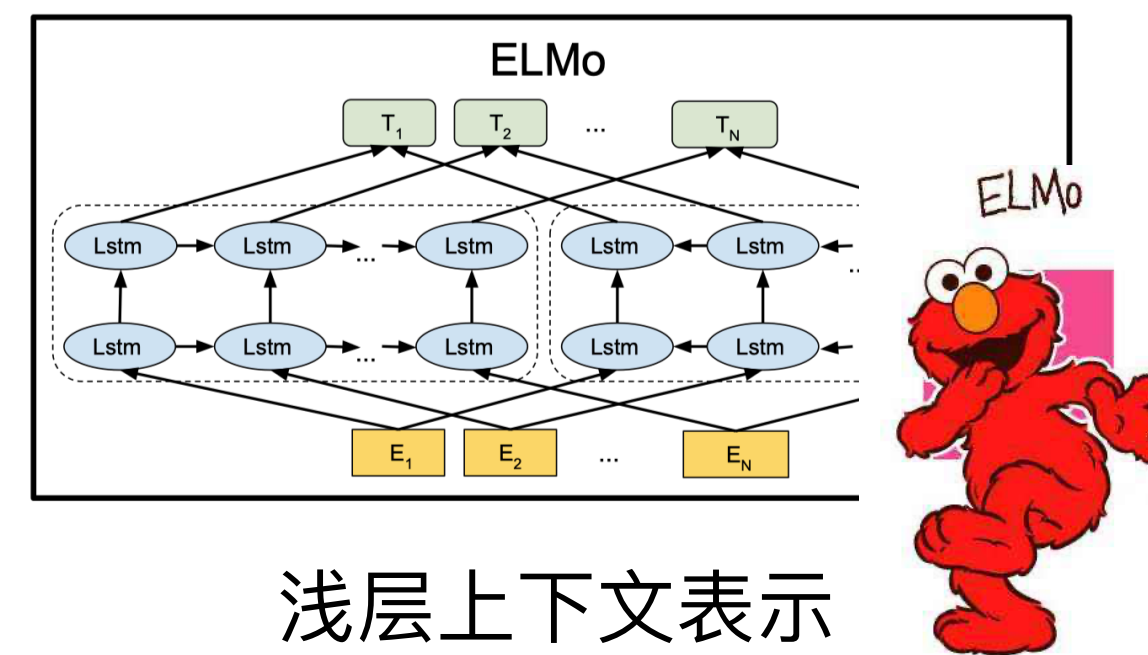 ELMo
T1 T2 ... TN
ELMo
Lstm Lstm ... Lstm Lstm Lstm
...
Lstm Lstm ... Lstm Lstm Lstm
E1 E2 ... EN
浅层上下文表示